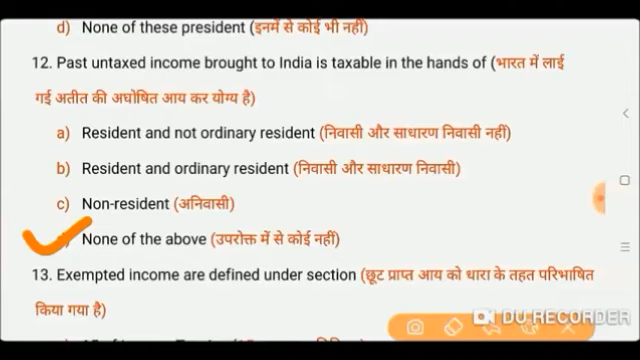 d) None of these president (इनमें से कोई भी नहीं)
12. Past untaxed income brought to India is taxable in the hands of (भारत में लाई
गई अतीत की अघोषित आय कर योग्य है)
a) Resident and not ordinary resident (निवासी और साधारण निवासी नहीं)
b) Resident and ordinary resident (निवासी और साधारण निवासी)
c) Non-resident (अनिवासी)
None of the above (उपरोक्त में से कोई नहीं)
13. Exempted income are defined under section (छूट प्राप्त आय को धारा के तहत परिभाषित
किया गया है)
DU RECORDER